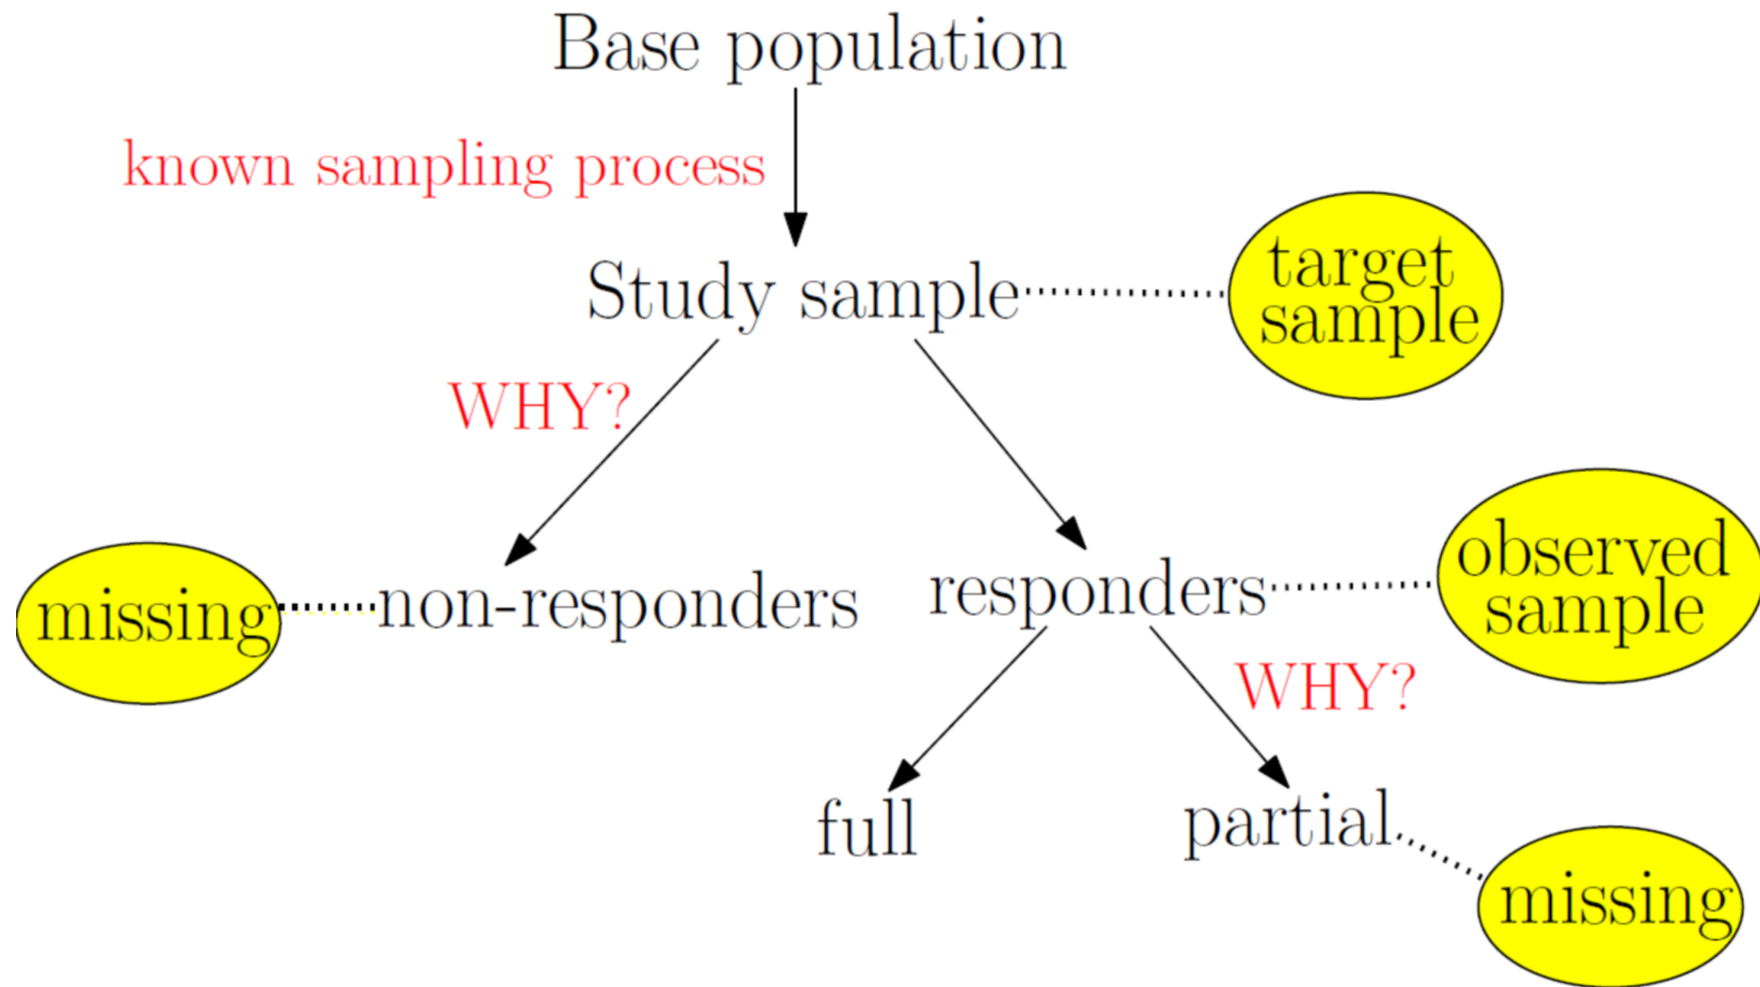 Base population
known sampling process
Study sample
target
sample
WHY?
missing
non-responders
responders
observed
sample
WHY?
full
partial
missing